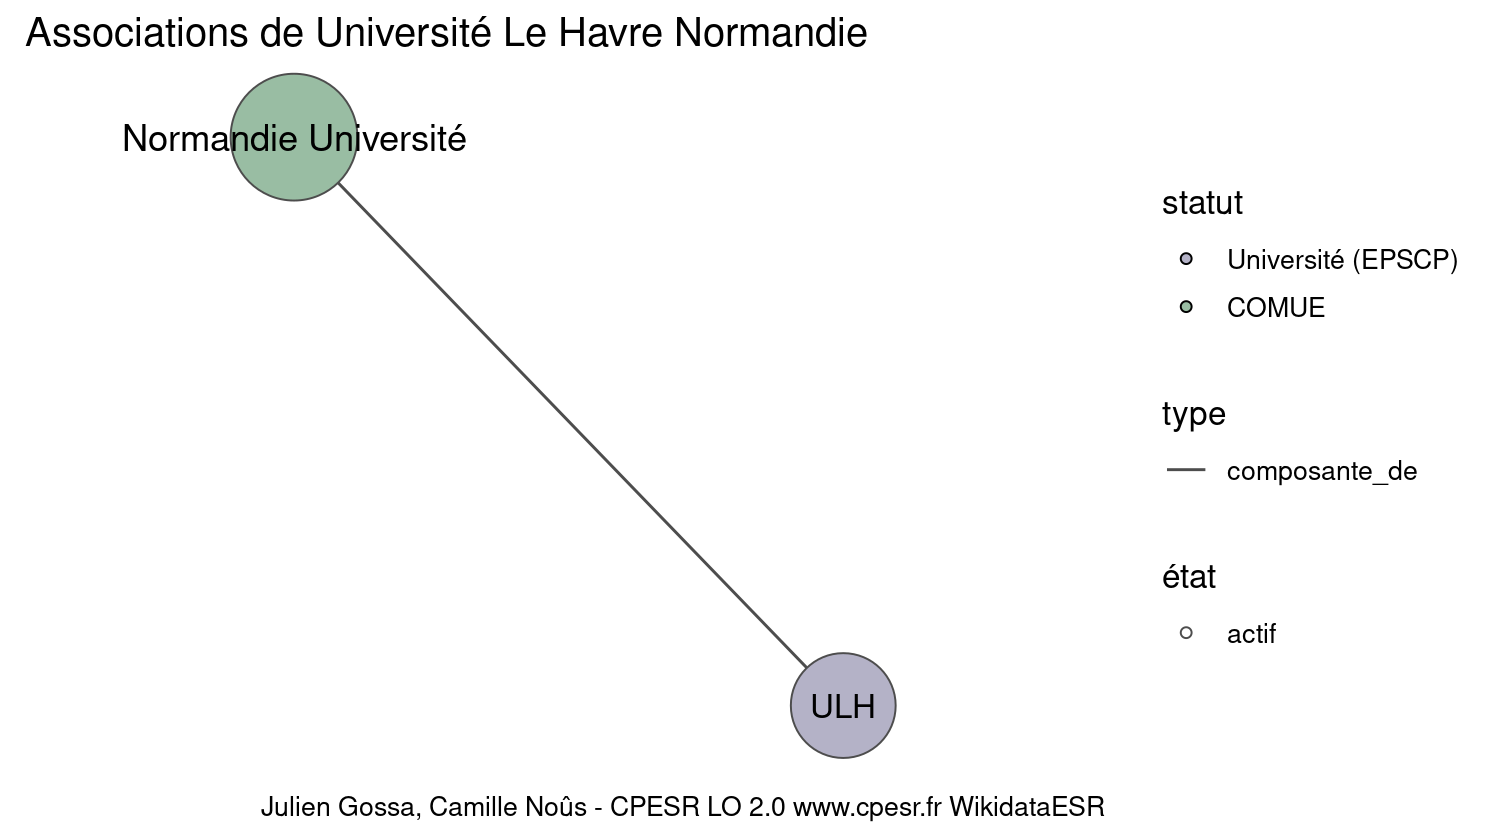 Associations de Université Le Havre Normandie
Normandie Université
statut
Université (EPSCP)
COMUE
type
composante_de
état
actif
ULH
Julien Gossa, Camille Noûs - CPESR LO 2.0 www.cpesr.fr WikidataESR